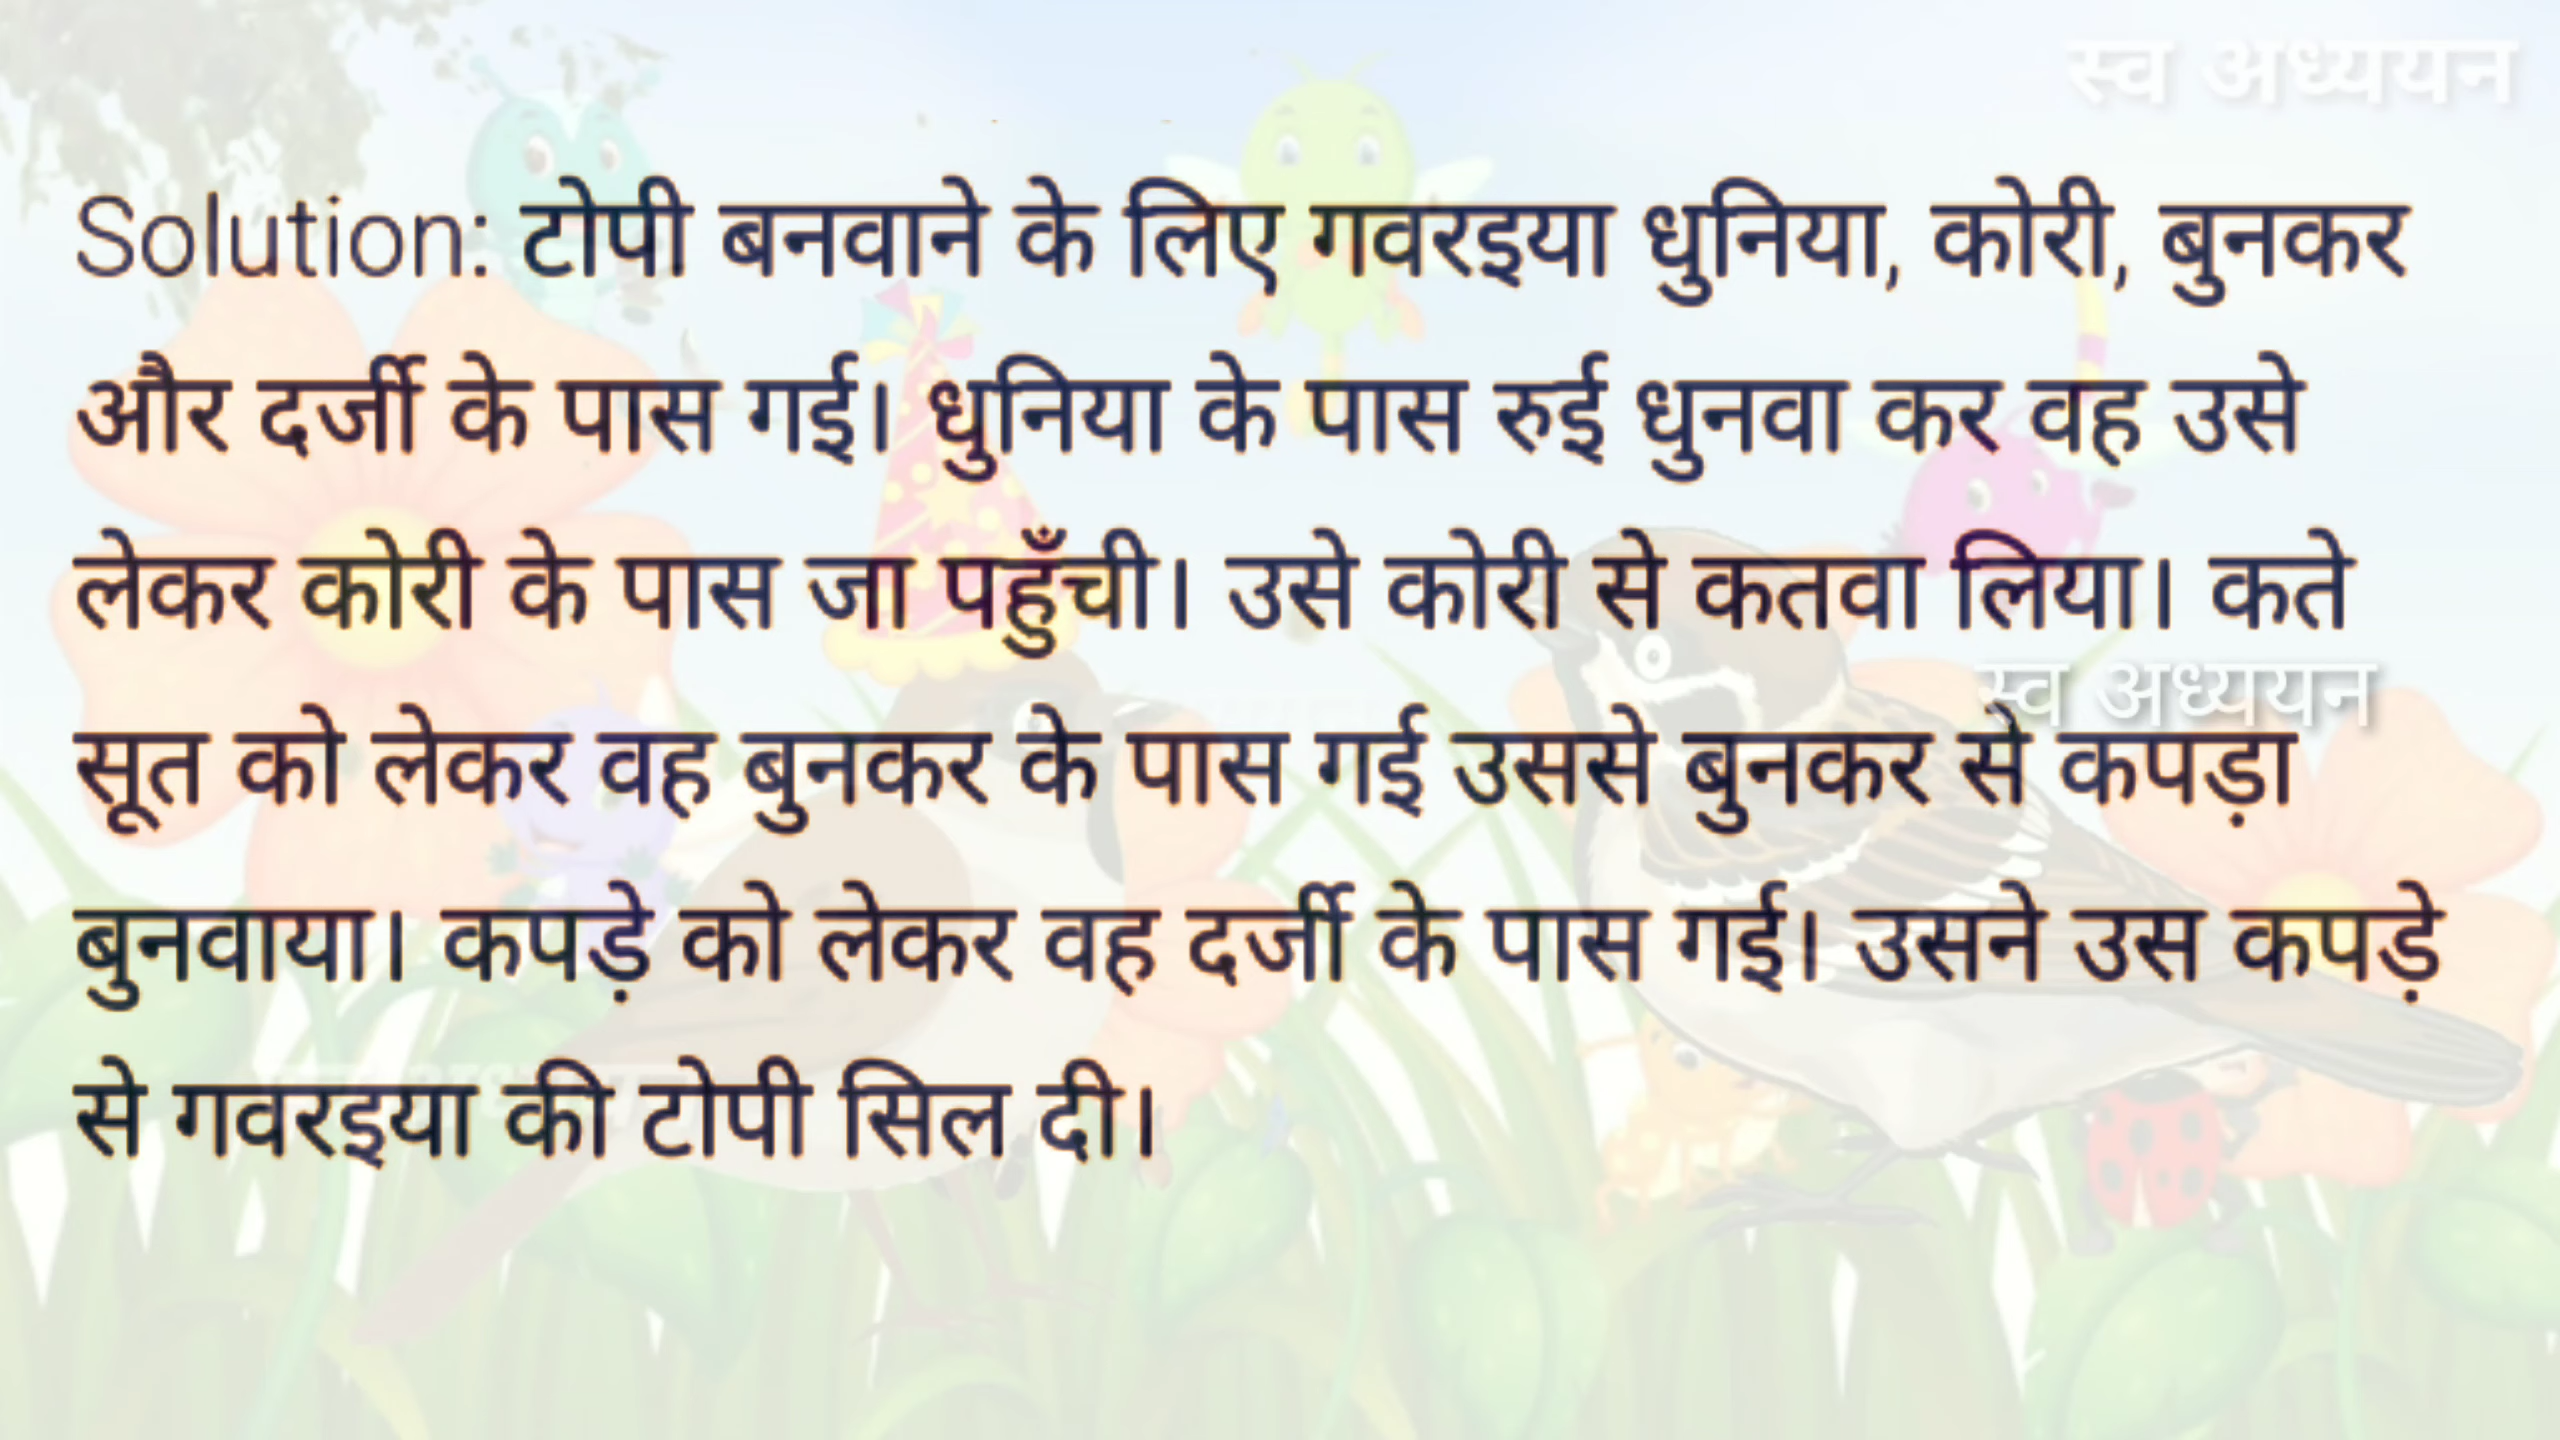 स्व अध्ययन
Solution: टोपी बनवाने के लिए गवरइया धुनिया, कोरी, बुनकर
और दर्जी के पास गई। धुनिया के पास रुई धुनवा कर वह उसे
लेकर कोरी के पास जा पहुँची। उसे कोरी से कतवा लिया। कते
स्व अध्ययन
सूत को लेकर वह बुनकर के पास गई उससे बुनकर से कपड़ा
बुनवाया। कपड़े को लेकर वह दर्जी के पास गई। उसने उस कपड़े
से गवरइया की टोपी सिल दी।